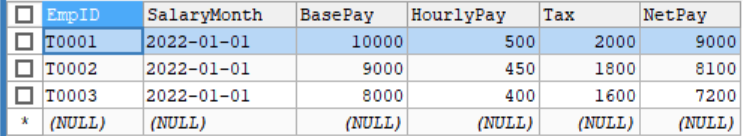 EmpID SalaryMonth BasePay HourlyPay Tax NetPay
T0001 2022-01-01 10000 500 2000 9000
T0002 2022-01-01 9000 450 1800 8100
T0003 2022-01-01 8000 400 1600 7200
* (NULL) (NULL) (NULL) (NULL) (NULL) (NULL)